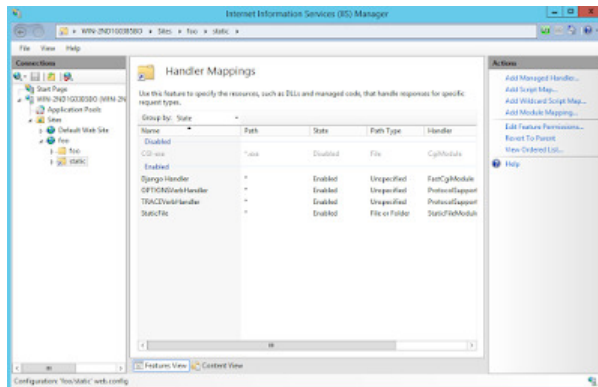 Internet Information Services (IIS) Manager
Sites ▸ foo ▸ static ▸
File View Help
Connections
Start Page
Application Pools
Sites
Default Web Site
foo
foo
static
Handler Mappings
Use this feature to specify the resources, such as DLLs and managed code, that handle responses for specific
request types.
Group by: State
Name Path State Path Type Handler
Disabled
CGI-exe *.exe Disabled File CgiModule
Enabled
Django Handler * Enabled Unspecified FastCgiModule
OPTIONSVerbHandler * Enabled Unspecified ProtocolSupport
TRACEVerbHandler * Enabled Unspecified ProtocolSupport
StaticFile * Enabled File or Folder StaticFileModule
Features View Content View
Actions
Add Managed Handler...
Add Script Map...
Add Wildcard Script Map...
Add Module Mapping...
Edit Feature Permissions...
Revert To Parent
View Ordered List...
Help
Configuration: 'foo/static' web.config